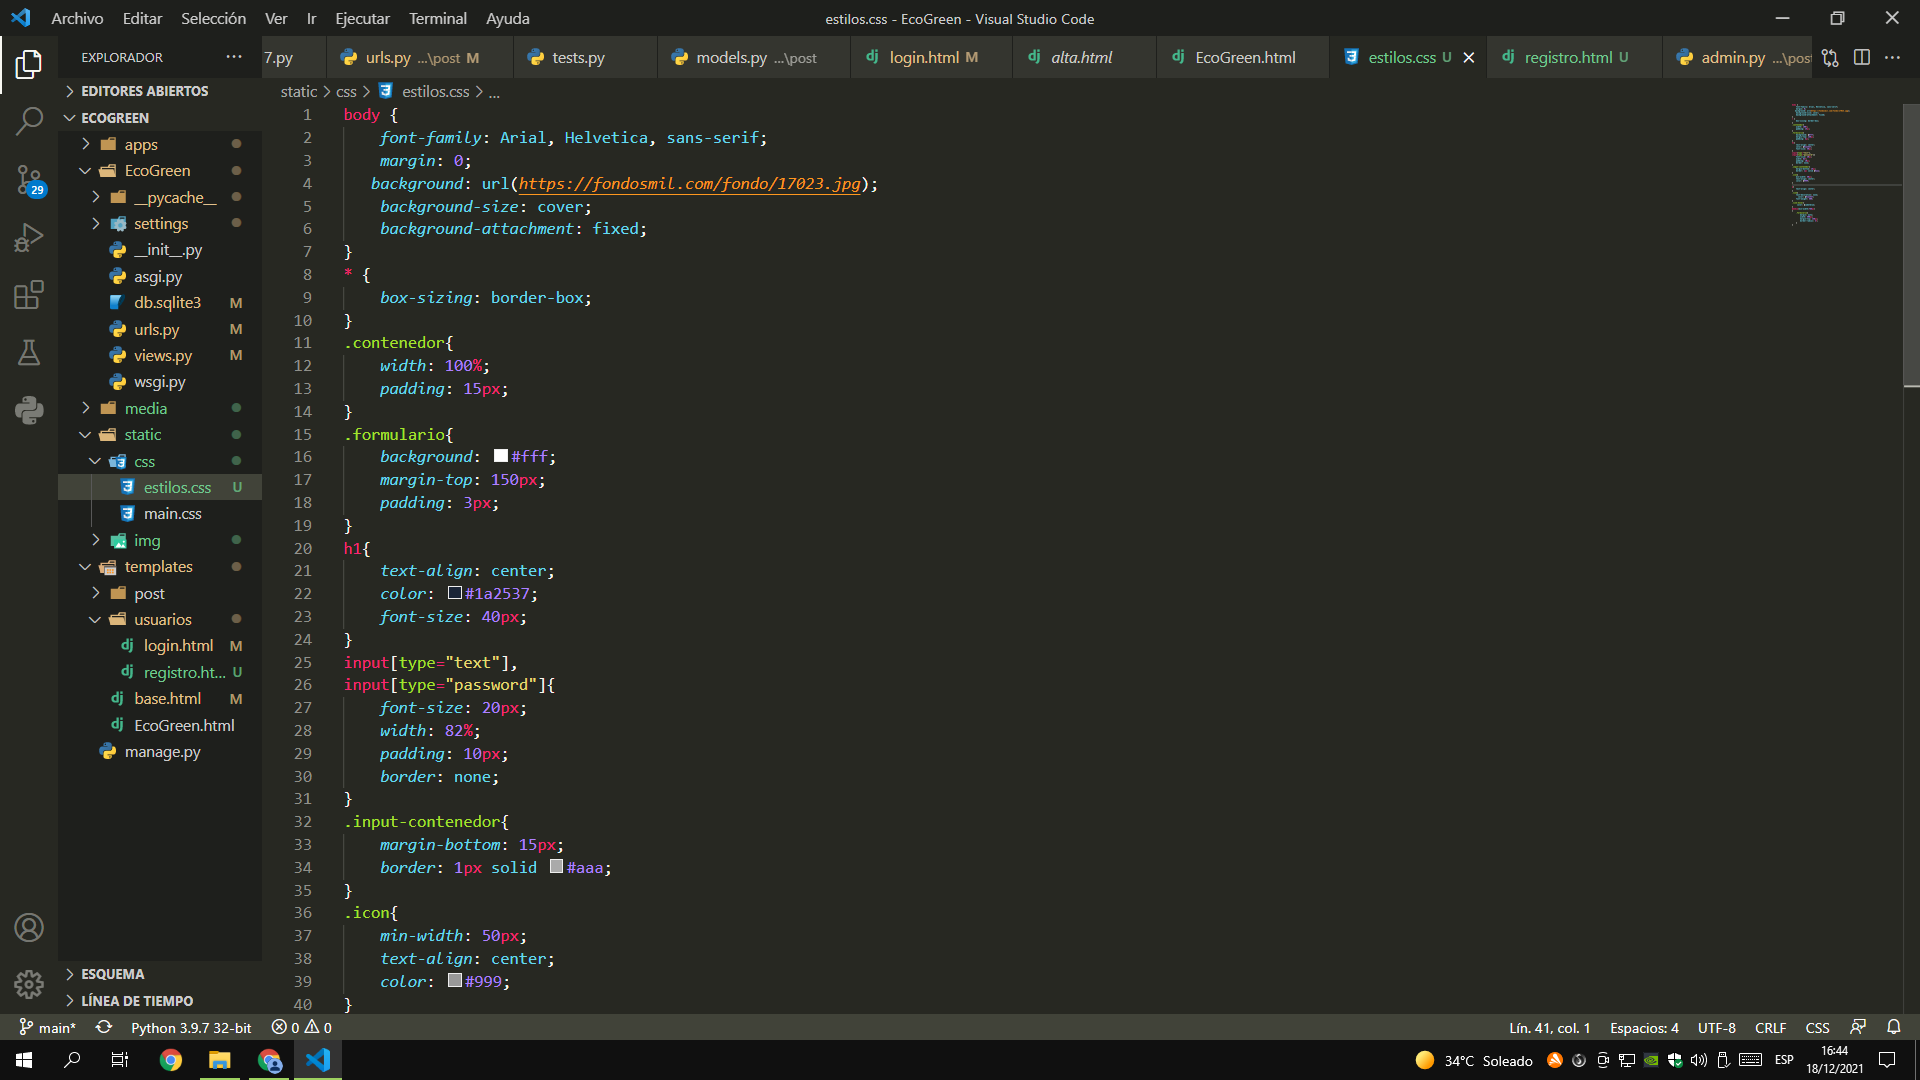 Archivo Editar Selección Ver Ir Ejecutar Terminal Ayuda
estilos.css - EcoGreen - Visual Studio Code
EXPLORADOR
7.py
urls.py ...\post M
tests.py
models.py ...\post
login.html M
alta.html
EcoGreen.html
estilos.css U
registro.html U
admin.py ...\post
EDITORES ABIERTOS
ECOGREEN
apps
EcoGreen
__pycache__
settings
__init__.py
asgi.py
db.sqlite3 M
urls.py M
views.py M
wsgi.py
media
static
css
estilos.css U
main.css
img
templates
post
usuarios
login.html M
registro.ht... U
base.html M
EcoGreen.html
manage.py
ESQUEMA
LÍNEA DE TIEMPO
29
static > css > estilos.css > ...
1 body {
2 font-family: Arial, Helvetica, sans-serif;
3 margin: 0;
4 background: url(https://fondosmil.com/fondo/17023.jpg);
5 background-size: cover;
6 background-attachment: fixed;
7 }
8 * {
9 box-sizing: border-box;
10 }
11 .contenedor{
12 width: 100%;
13 padding: 15px;
14 }
15 .formulario{
16 background: #fff;
17 margin-top: 150px;
18 padding: 3px;
19 }
20 h1{
21 text-align: center;
22 color: #1a2537;
23 font-size: 40px;
24 }
25 input[type="text"],
26 input[type="password"]{
27 font-size: 20px;
28 width: 82%;
29 padding: 10px;
30 border: none;
31 }
32 .input-contenedor{
33 margin-bottom: 15px;
34 border: 1px solid #aaa;
35 }
36 .icon{
37 min-width: 50px;
38 text-align: center;
39 color: #999;
40 }
main* Python 3.9.7 32-bit 0 0
Lín. 41, col. 1 Espacios: 4 UTF-8 CRLF CSS
34°C Soleado
ESP
16:44
18/12/2021